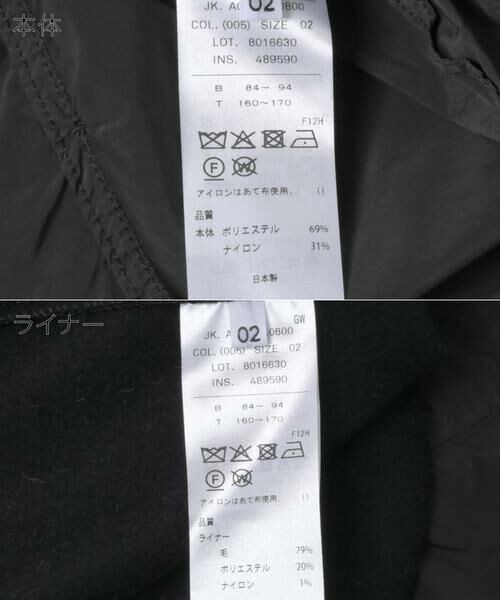 本体
02
JK. A 0800
COL. (005) SIZE 02
LOT. 8016630
INS. 489590
B 84〜 94
T 160〜170
F12H
F
W
アイロンはあて布使用。 11
品質
本体 ポリエステル 69%
ナイロン 31%
日本製
ライナー
GW
02
JK. A .0800
COL. (005) SIZE 02
LOT. 8016630
INS. 489590
B 84〜 94
T 160〜170
F12H
F
W
アイロンはあて布使用。 11
品質
ライナー
毛 79%
ポリエステル 20%
ナイロン 1%